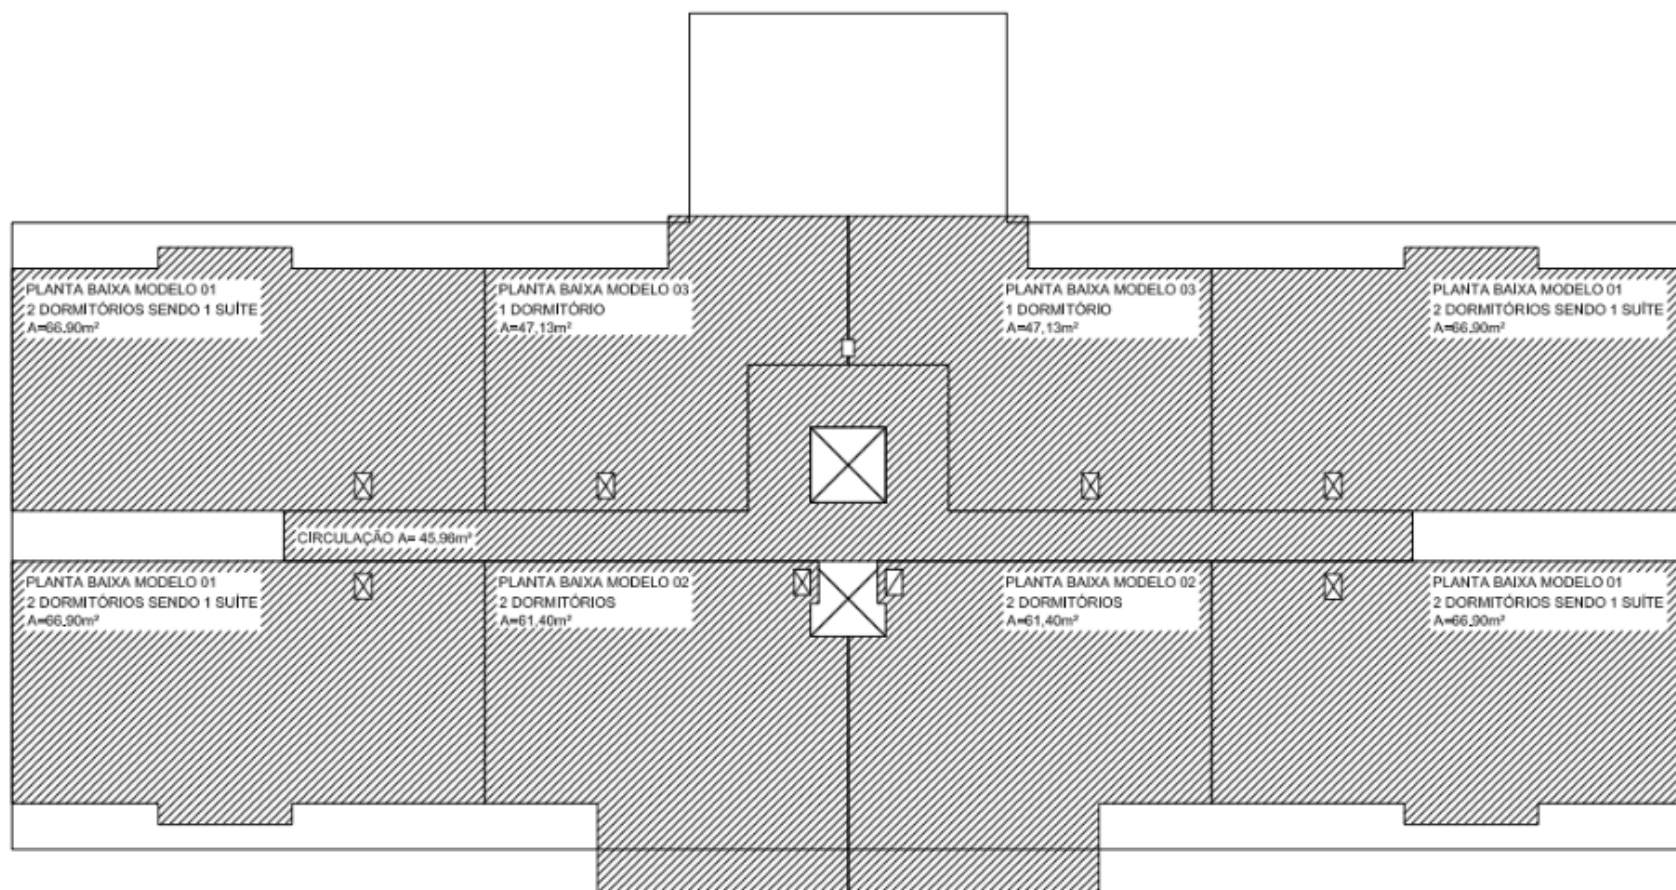 PLANTA BAIXA MODELO 01
2 DORMITÓRIOS SENDO 1 SUÍTE
A=66.90m²
PLANTA BAIXA MODELO 03
1 DORMITÓRIO
A=47,13m²
PLANTA BAIXA MODELO 03
1 DORMITÓRIO
A=47,13m²
PLANTA BAIXA MODELO 01
2 DORMITÓRIOS SENDO 1 SUÍTE
A=66.90m²
CIRCULAÇÃO A= 45,98m²
PLANTA BAIXA MODELO 01
2 DORMITÓRIOS SENDO 1 SUÍTE
A=66.90m²
PLANTA BAIXA MODELO 02
2 DORMITÓRIOS
A=61,40m²
PLANTA BAIXA MODELO 02
2 DORMITÓRIOS
A=61,40m²
PLANTA BAIXA MODELO 01
2 DORMITÓRIOS SENDO 1 SUÍTE
A=66.90m²